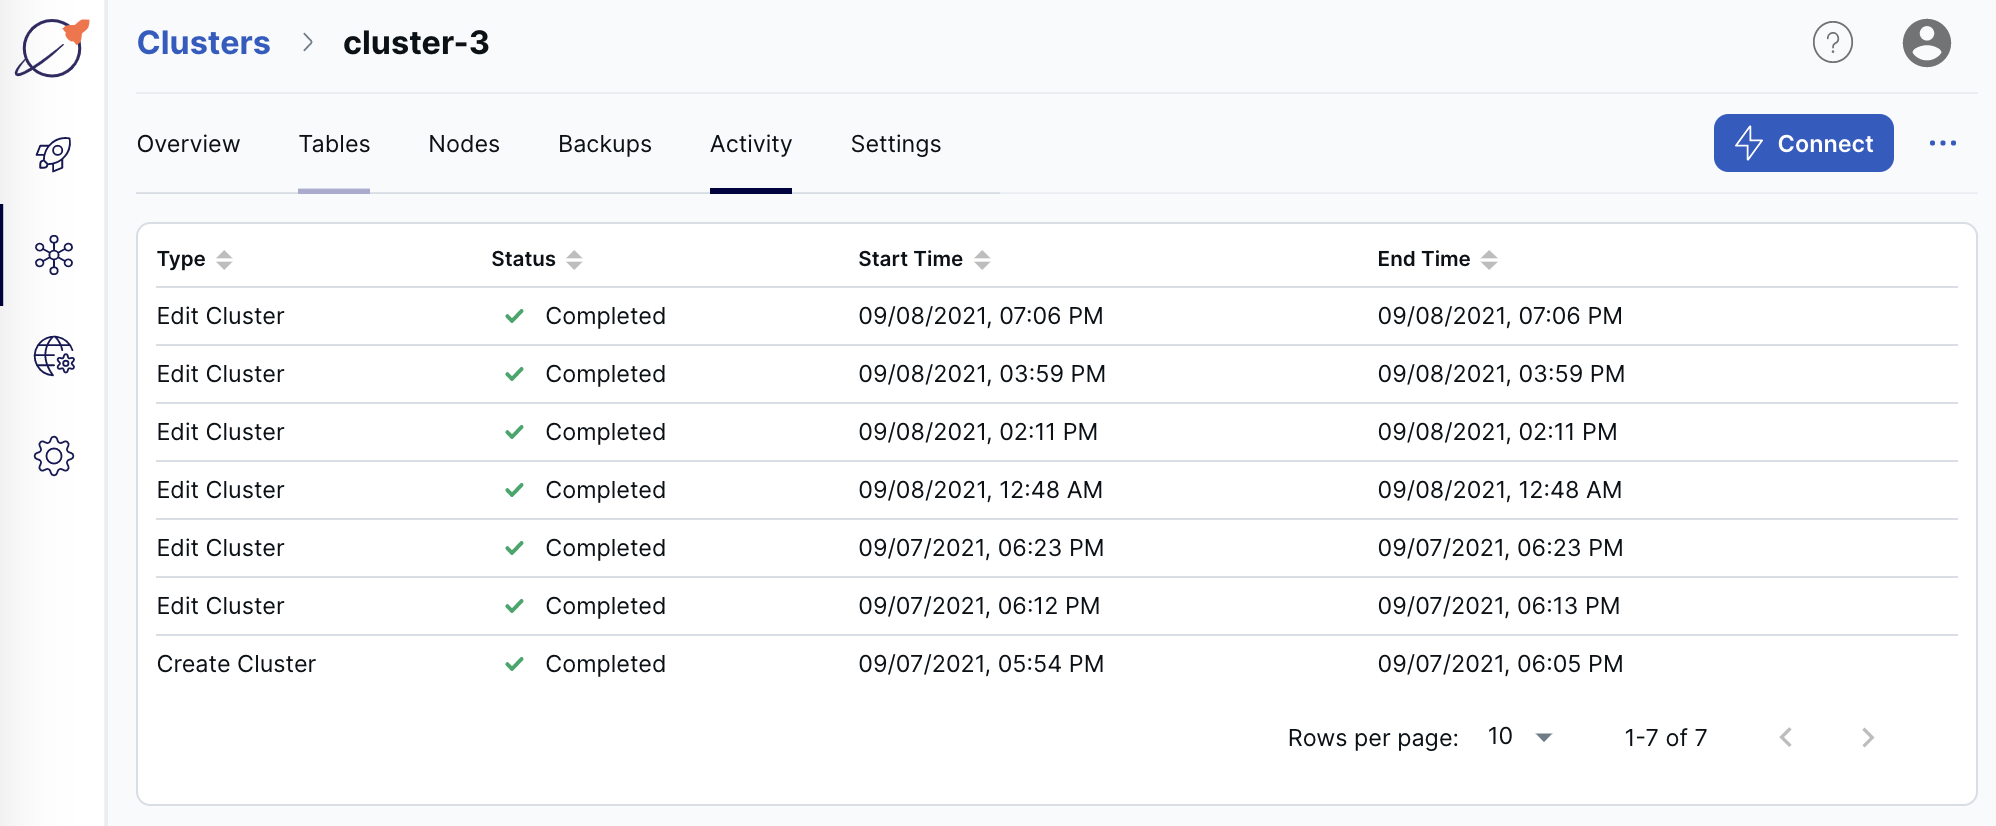 Clusters > cluster-3 ?
Overview Tables Nodes Backups Activity Settings Connect ...
Type Status Start Time End Time
Edit Cluster Completed 09/08/2021, 07:06 PM 09/08/2021, 07:06 PM
Edit Cluster Completed 09/08/2021, 03:59 PM 09/08/2021, 03:59 PM
Edit Cluster Completed 09/08/2021, 02:11 PM 09/08/2021, 02:11 PM
Edit Cluster Completed 09/08/2021, 12:48 AM 09/08/2021, 12:48 AM
Edit Cluster Completed 09/07/2021, 06:23 PM 09/07/2021, 06:23 PM
Edit Cluster Completed 09/07/2021, 06:12 PM 09/07/2021, 06:13 PM
Create Cluster Completed 09/07/2021, 05:54 PM 09/07/2021, 06:05 PM
Rows per page: 10 1-7 of 7